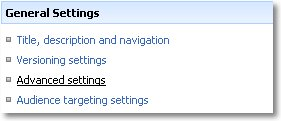 General Settings
Title, description and navigation
Versioning settings
Advanced settings
Audience targeting settings